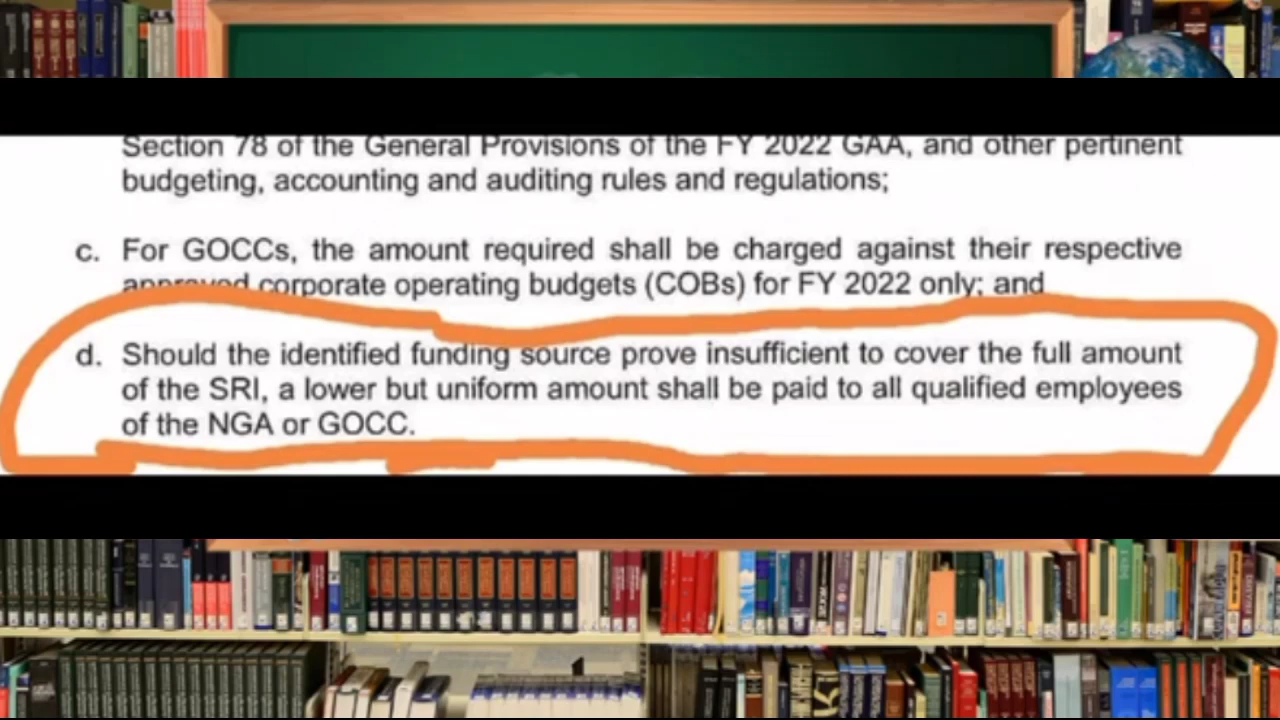 Section 78 of the General Provisions of the FY 2022 GAA, and other pertinent
budgeting, accounting and auditing rules and regulations;
c. For GOCCs, the amount required shall be charged against their respective
approved corporate operating budgets (COBs) for FY 2022 only; and
d. Should the identified funding source prove insufficient to cover the full amount
of the SRI, a lower but uniform amount shall be paid to all qualified employees
of the NGA or GOCC.